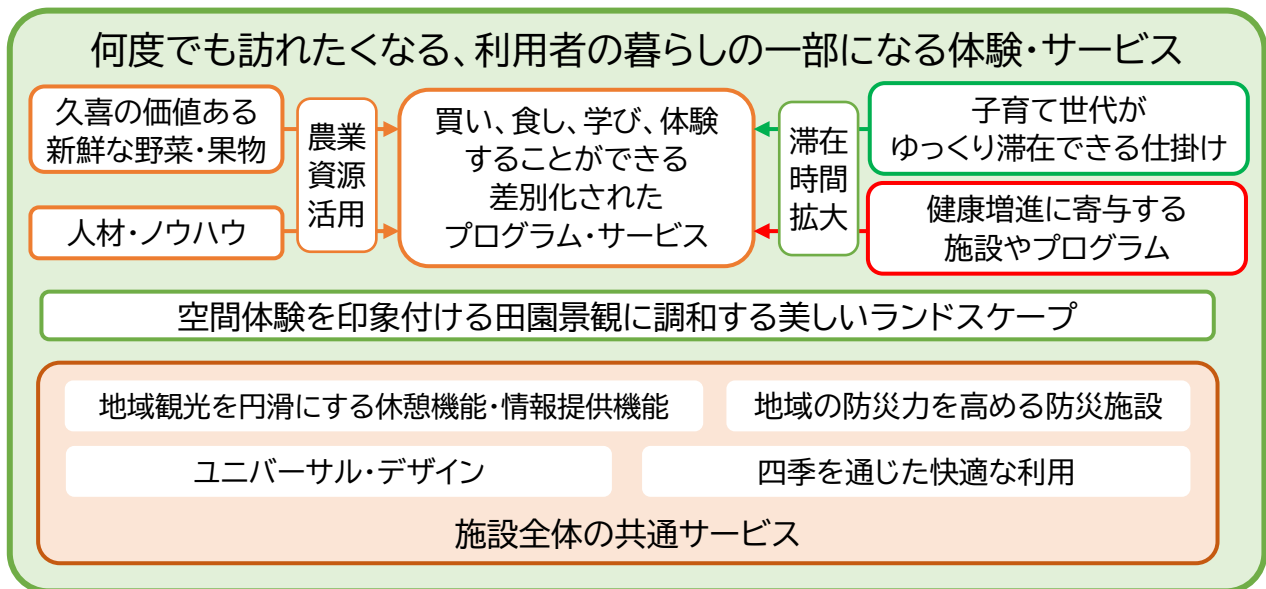 何度でも訪れたくなる、利用者の暮らしの一部になる体験・サービス
久喜の価値ある
新鮮な野菜・果物
人材・ノウハウ
農業
資源
活用
買い、食し、学び、体験
することができる
差別化された
プログラム・サービス
滞在
時間
拡大
子育て世代が
ゆっくり滞在できる仕掛け
健康増進に寄与する
施設やプログラム
空間体験を印象付ける田園景観に調和する美しいランドスケープ
地域観光を円滑にする休憩機能・情報提供機能
地域の防災力を高める防災施設
ユニバーサル・デザイン
四季を通じた快適な利用
施設全体の共通サービス